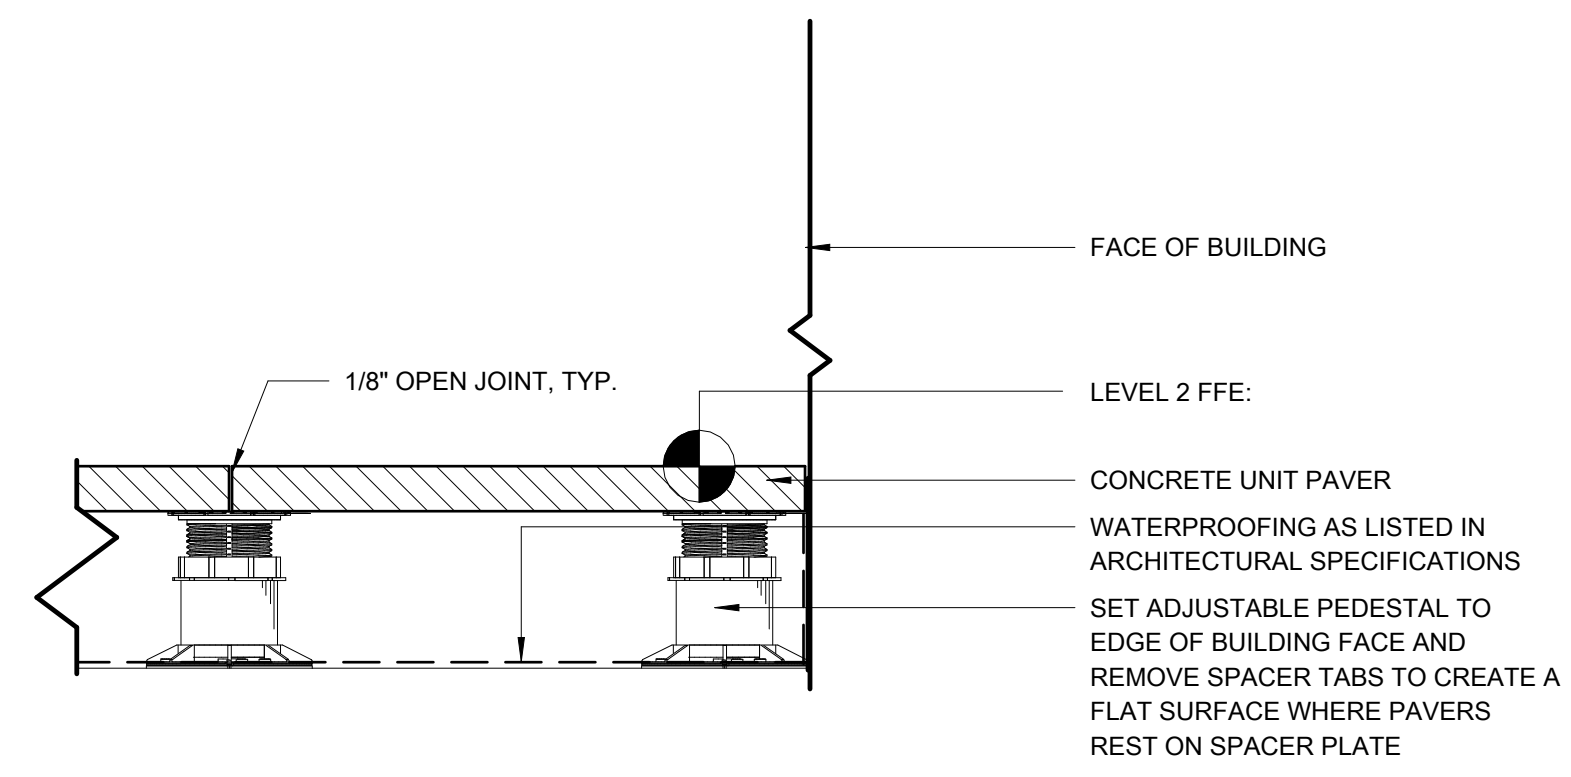 FACE OF BUILDING
1/8" OPEN JOINT, TYP.
LEVEL 2 FFE:
CONCRETE UNIT PAVER
WATERPROOFING AS LISTED IN
ARCHITECTURAL SPECIFICATIONS
SET ADJUSTABLE PEDESTAL TO
EDGE OF BUILDING FACE AND
REMOVE SPACER TABS TO CREATE A
FLAT SURFACE WHERE PAVERS
REST ON SPACER PLATE